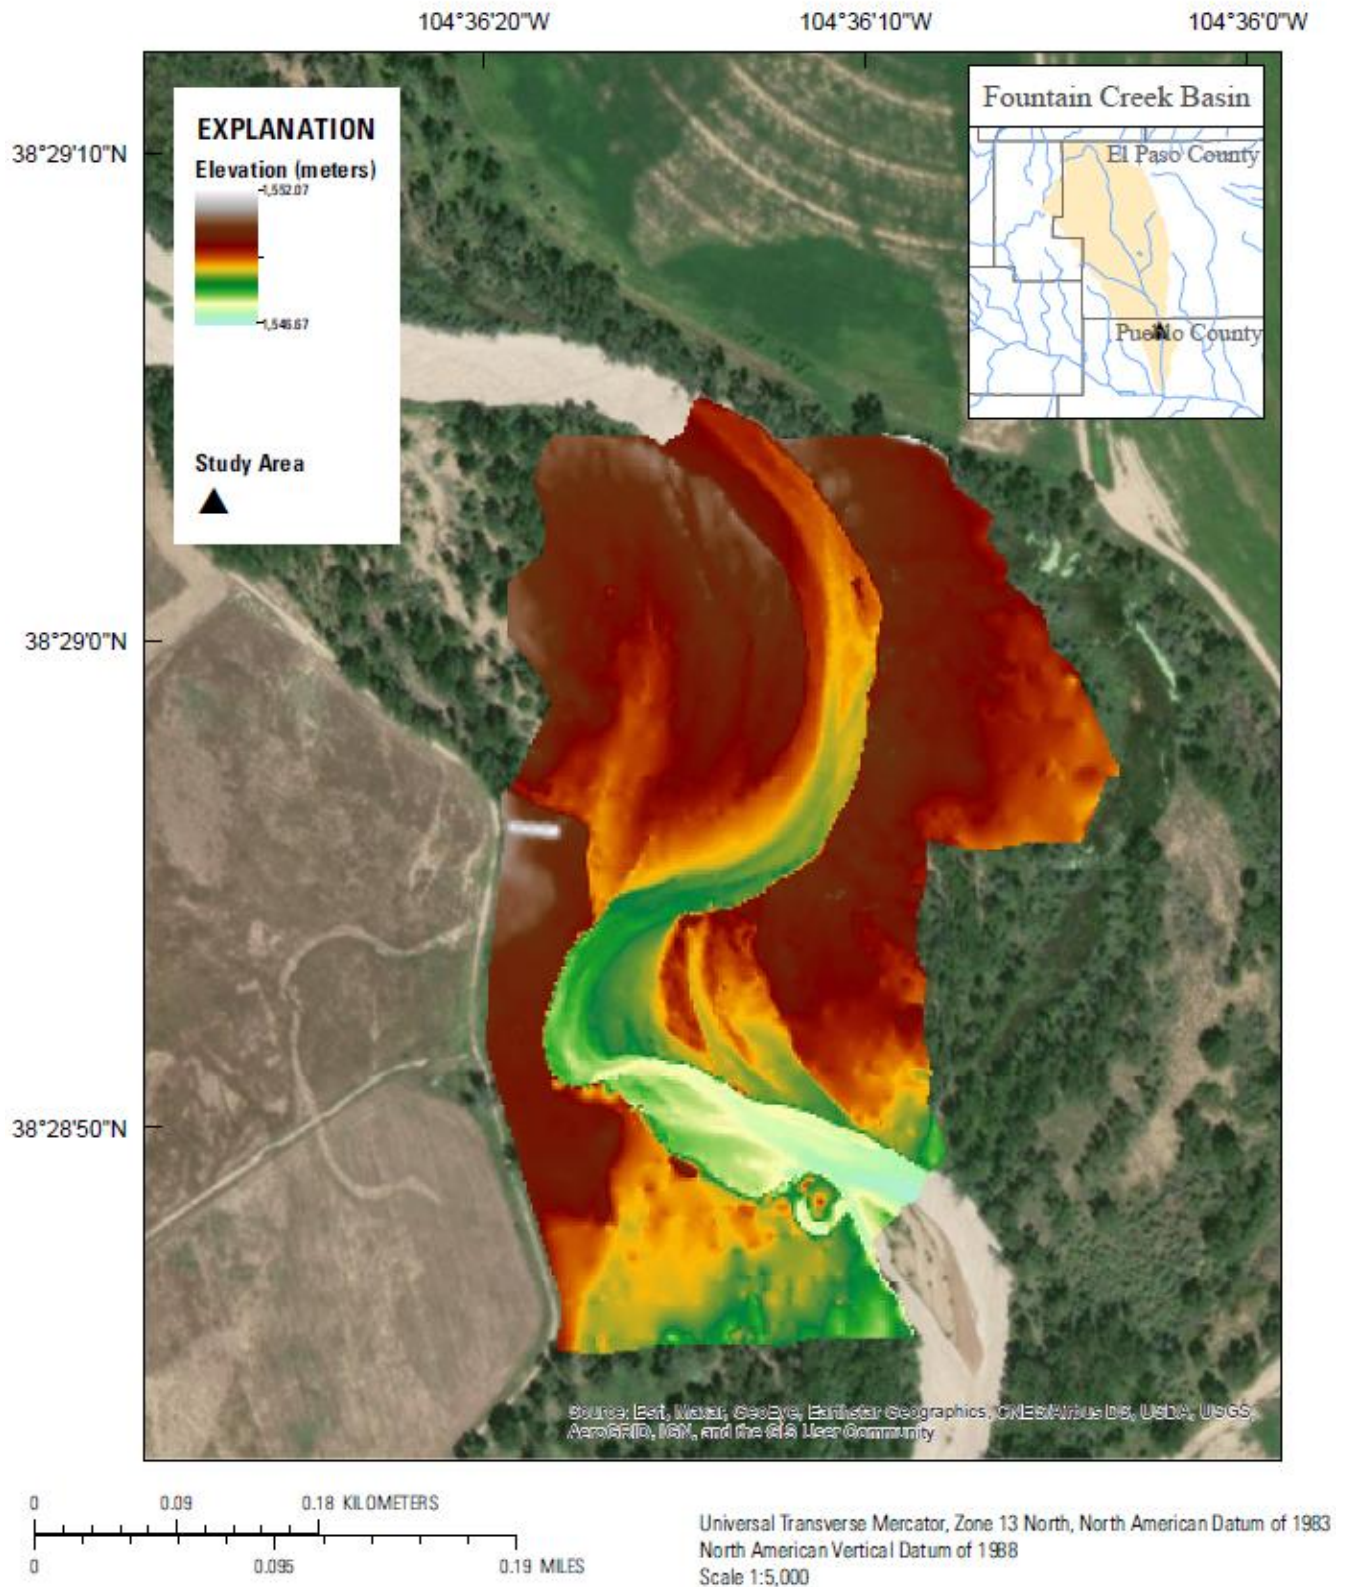 104°36'20"W
104°36'10"W
104°36'0"W
38°29'10"N
38°29'0"N
38°28'50"N
EXPLANATION
Elevation (meters)
1,552.07
1,546.67
Study Area
Fountain Creek Basin
El Paso County
Pueblo County
Source: Esri, Maxar, GeoEye, Earthstar Geographics, CNES/Airbus DS, USDA, USGS,
AeroGRID, IGN, and the GIS User Community
0 0.09 0.18 KILOMETERS
0 0.095 0.19 MILES
Universal Transverse Mercator, Zone 13 North, North American Datum of 1983
North American Vertical Datum of 1988
Scale 1:5,000